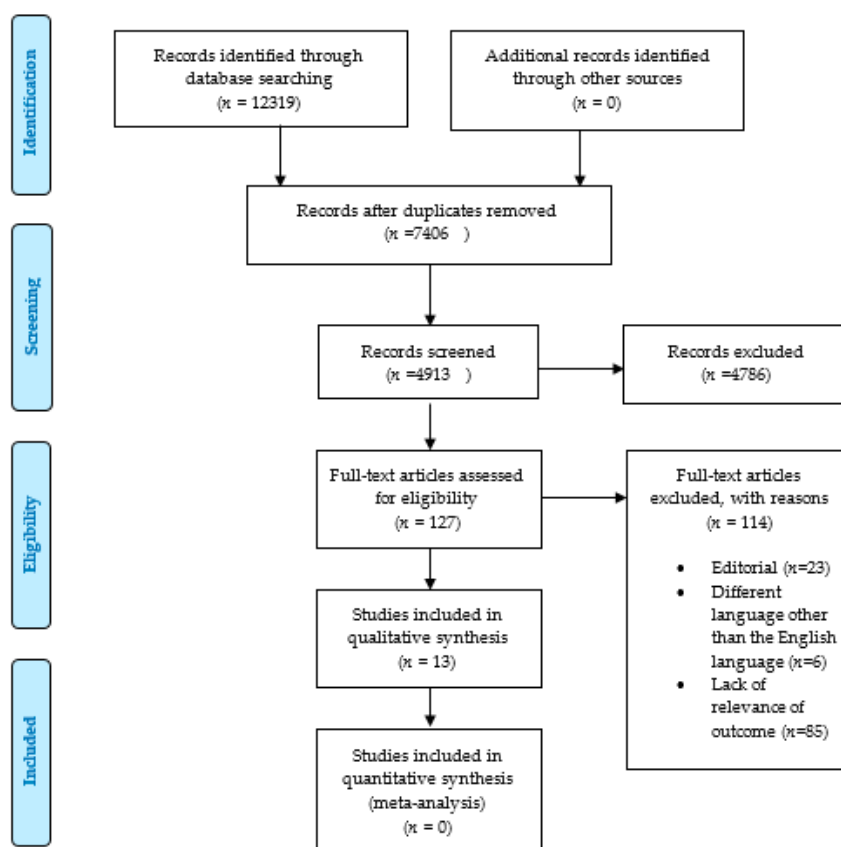 Identification
Records identified through
database searching
(n = 12319)
Additional records identified
through other sources
(n = 0)
Records after duplicates removed
(n =7406 )
Screening
Records screened
(n =4913 )
Records excluded
(n =4786)
Eligibility
Full-text articles assessed
for eligibility
(n = 127)
Full-text articles
excluded, with reasons
(n = 114)
• Editorial (n=23)
• Different
language other
than the English
language (n=6)
• Lack of
relevance of
outcome (n=85)
Studies included in
qualitative synthesis
(n = 13)
Included
Studies included in
quantitative synthesis
(meta-analysis)
(n = 0)